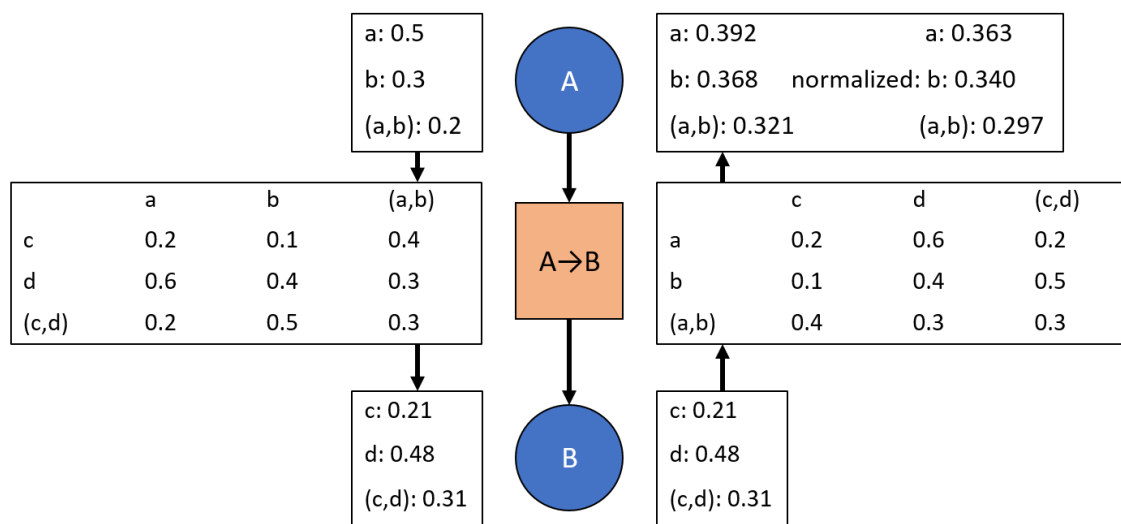 a: 0.5
b: 0.3
(a,b): 0.2
A
a: 0.392 a: 0.363
b: 0.368 normalized: b: 0.340
(a,b): 0.321 (a,b): 0.297
a b (a,b)
c 0.2 0.1 0.4
d 0.6 0.4 0.3
(c,d) 0.2 0.5 0.3
A→B
c d (c,d)
a 0.2 0.6 0.2
b 0.1 0.4 0.5
(a,b) 0.4 0.3 0.3
c: 0.21
d: 0.48
(c,d): 0.31
B
c: 0.21
d: 0.48
(c,d): 0.31